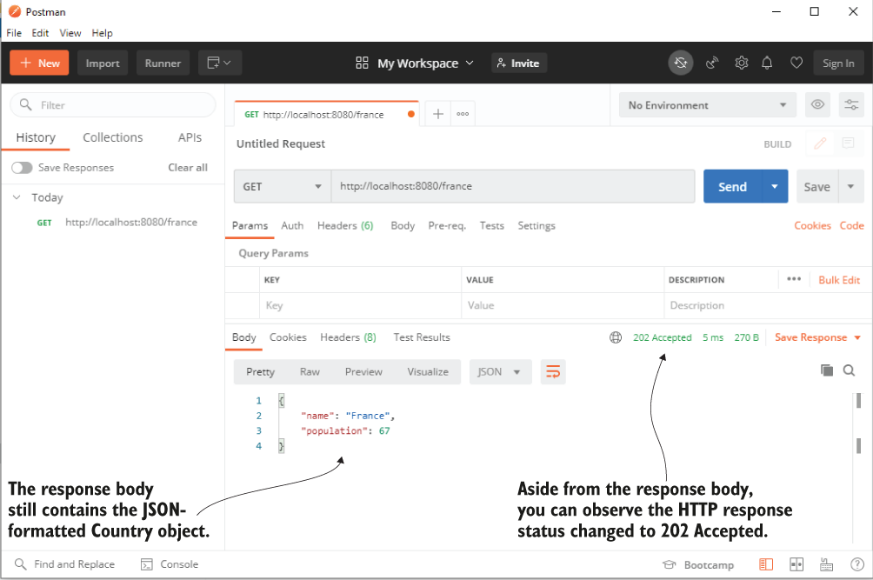 Postman
File Edit View Help
+ New Import Runner My Workspace Invite Sign In
Filter
History Collections APIs
Save Responses Clear all
Today
GET http://localhost:8080/france
GET http://localhost:8080/france + ••• No Environment
Untitled Request BUILD
GET http://localhost:8080/france Send Save
Params Auth Headers (6) Body Pre-req. Tests Settings Cookies Code
Query Params
KEY VALUE DESCRIPTION ••• Bulk Edit
Key Value Description
Body Cookies Headers (8) Test Results 202 Accepted 5 ms 270 B Save Response
Pretty Raw Preview Visualize JSON
1 {
2 "name": "France",
3 "population": 67
4 }
The response body
still contains the JSON-
formatted Country object.
Aside from the response body,
you can observe the HTTP response
status changed to 202 Accepted.
Find and Replace Console Bootcamp